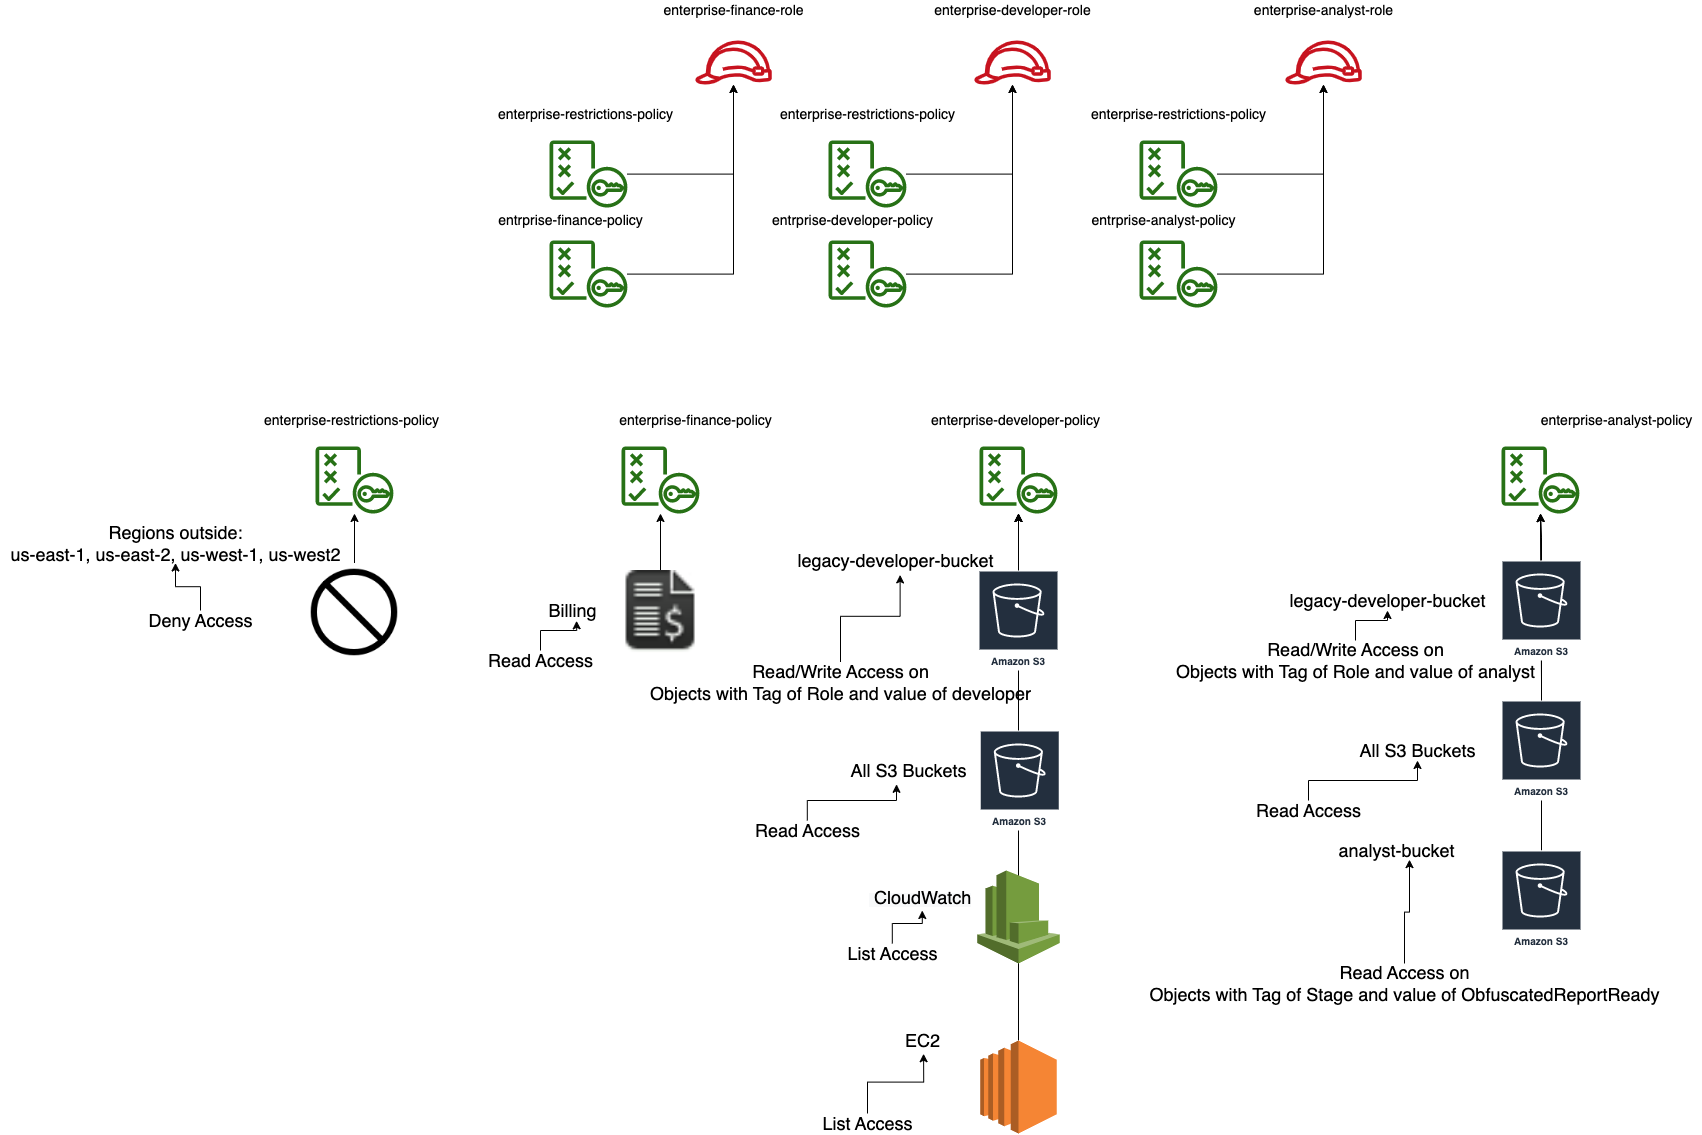 enterprise-finance-role
enterprise-developer-role
enterprise-analyst-role
enterprise-restrictions-policy
enterprise-restrictions-policy
enterprise-restrictions-policy
entrprise-finance-policy
entrprise-developer-policy
entrprise-analyst-policy
enterprise-restrictions-policy
enterprise-finance-policy
enterprise-developer-policy
enterprise-analyst-policy
Regions outside:
us-east-1, us-east-2, us-west-1, us-west2
Deny Access
Billing
Read Access
legacy-developer-bucket
Amazon S3
Read/Write Access on
Objects with Tag of Role and value of developer
All S3 Buckets
Amazon S3
Read Access
CloudWatch
List Access
EC2
List Access
legacy-developer-bucket
Read/Write Access on
Amazon S3
Objects with Tag of Role and value of analyst
All S3 Buckets
Amazon S3
Read Access
analyst-bucket
Amazon S3
Read Access on
Objects with Tag of Stage and value of ObfuscatedReportReady